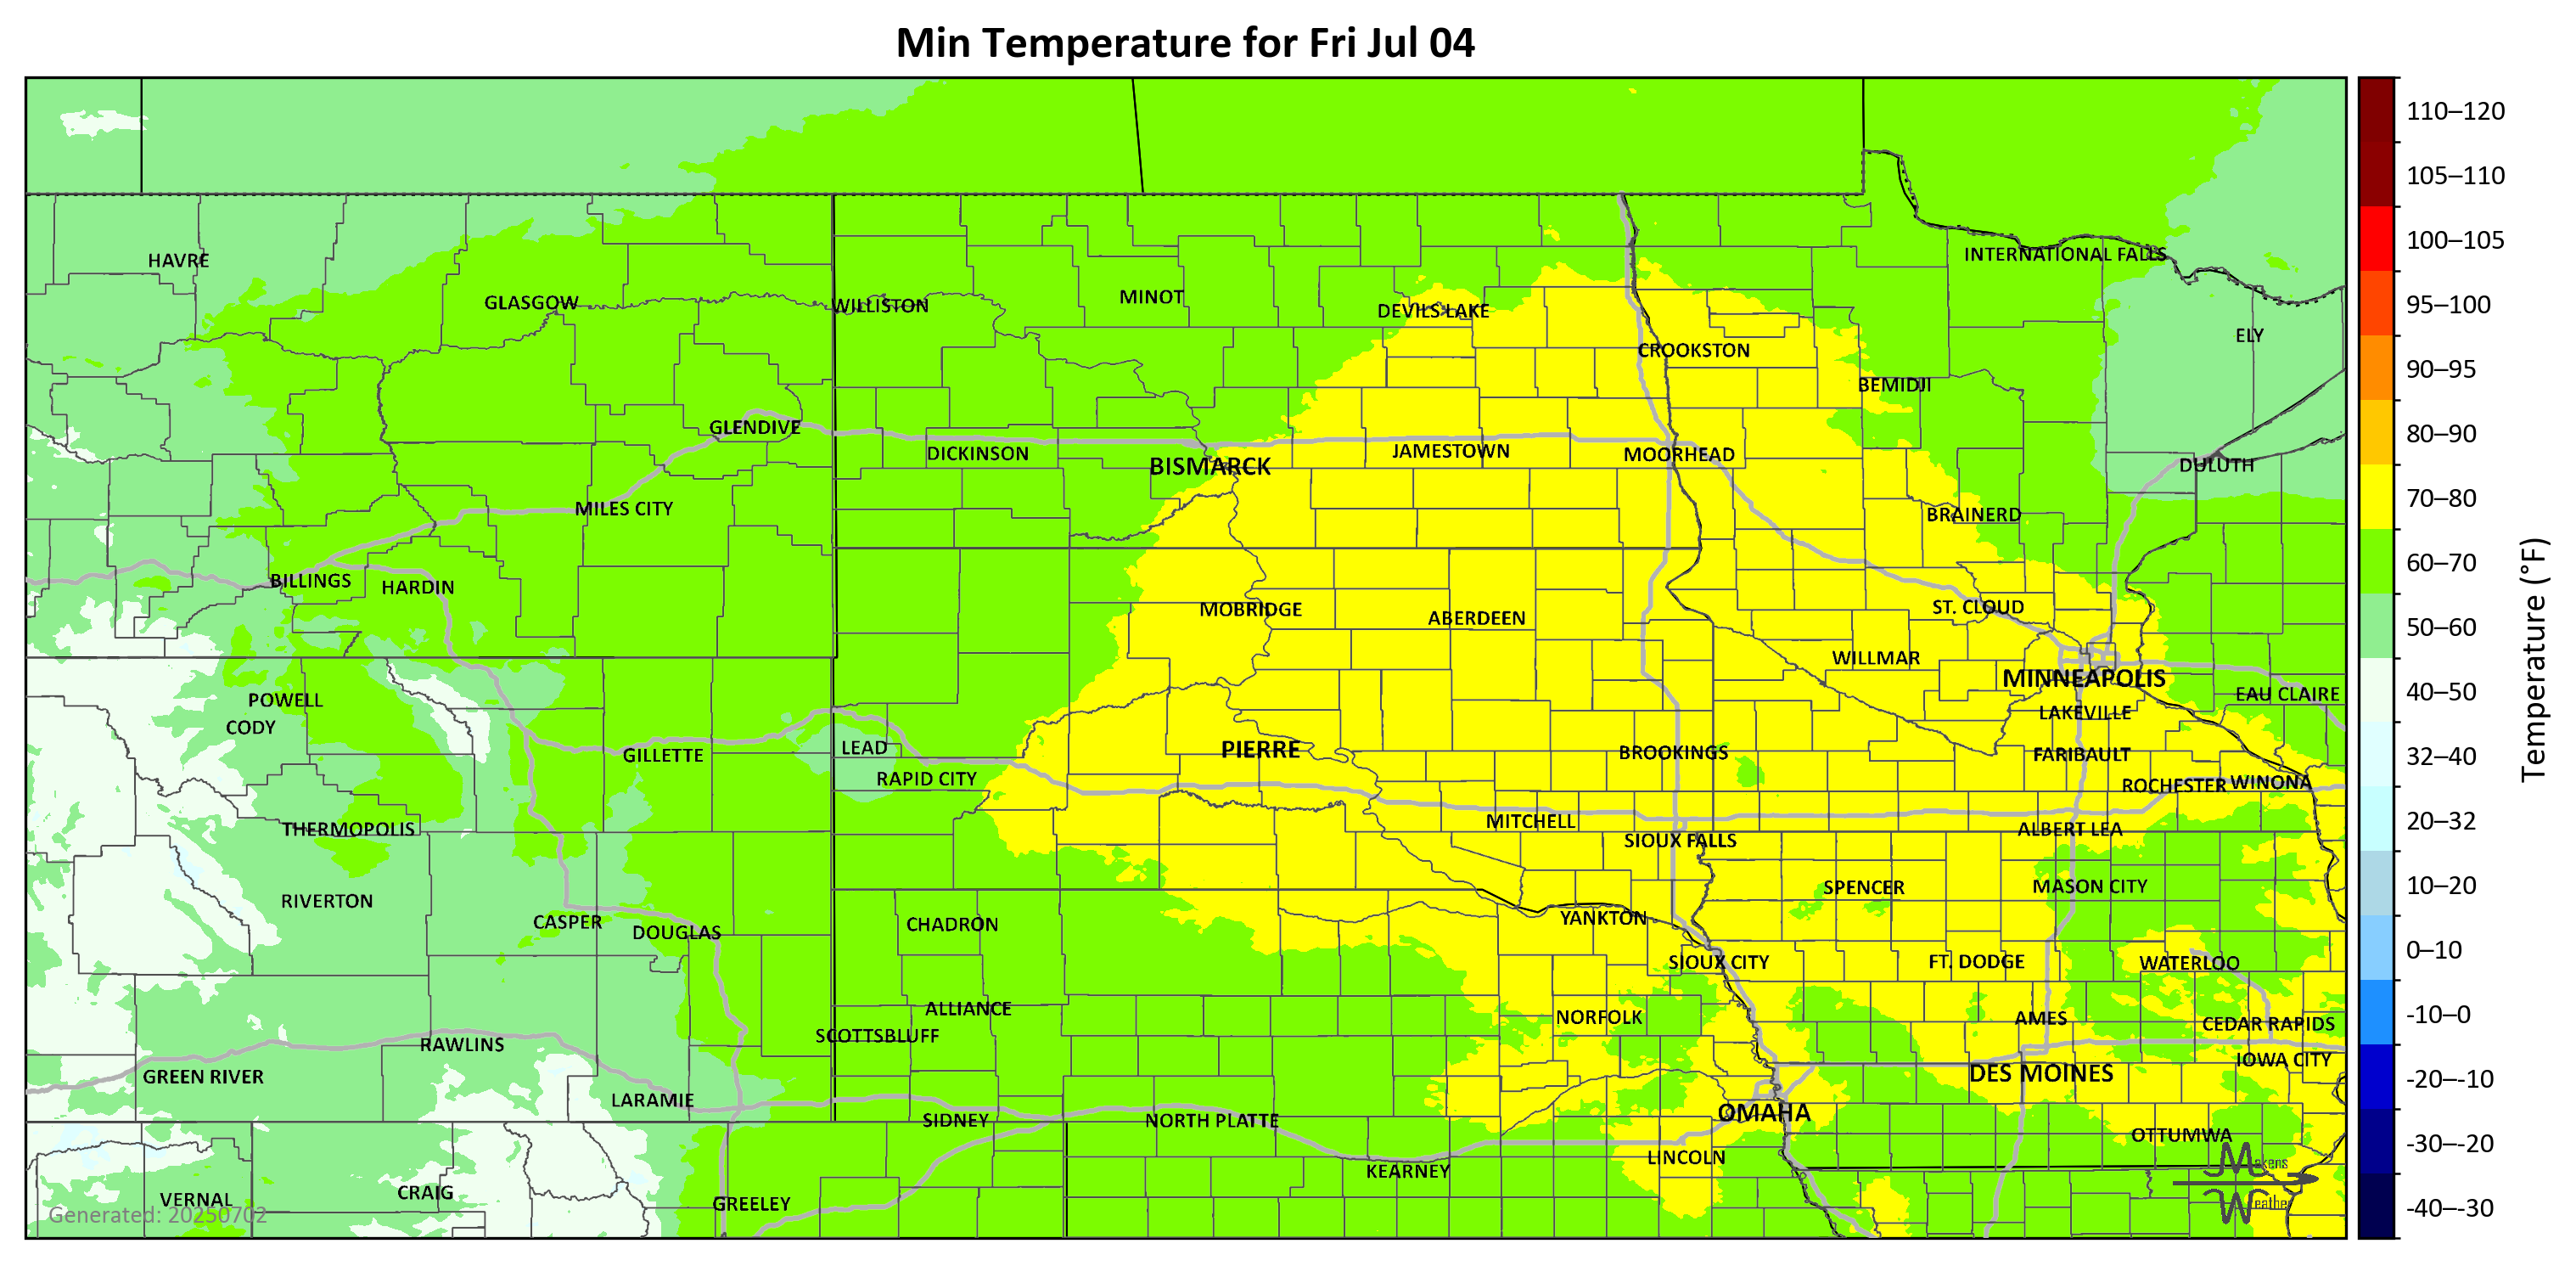 Min Temperature for Fri Jul 04
110–120
105–110
100–105
95–100
90–95
80–90
70–80
60–70
50–60
40–50
32–40
20–32
10–20
0–10
-10–0
-20–-10
-30–-20
-40–-30
Temperature (°F)
HAVRE
GLASGOW
WILLISTON
MINOT
DEVILS LAKE
INTERNATIONAL FALLS
ELY
CROOKSTON
BEMIDJI
GLENDIVE
DICKINSON
BISMARCK
JAMESTOWN
MOORHEAD
DULUTH
MILES CITY
BRAINERD
BILLINGS
HARDIN
MOBRIDGE
ABERDEEN
ST. CLOUD
WILLMAR
MINNEAPOLIS
EAU CLAIRE
POWELL
CODY
LAKEVILLE
GILLETTE
LEAD
PIERRE
BROOKINGS
FARIBAULT
RAPID CITY
ROCHESTER
WINONA
THERMOPOLIS
MITCHELL
SIOUX FALLS
ALBERT LEA
RIVERTON
SPENCER
MASON CITY
CASPER
DOUGLAS
CHADRON
YANKTON
SIOUX CITY
FT. DODGE
WATERLOO
ALLIANCE
NORFOLK
AMES
CEDAR RAPIDS
SCOTTSBLUFF
RAWLINS
IOWA CITY
GREEN RIVER
DES MOINES
LARAMIE
OMAHA
SIDNEY
NORTH PLATTE
OTTUMWA
LINCOLN
KEARNEY
VERNAL
CRAIG
GREELEY
Generated: 20250702
Makens
Weather